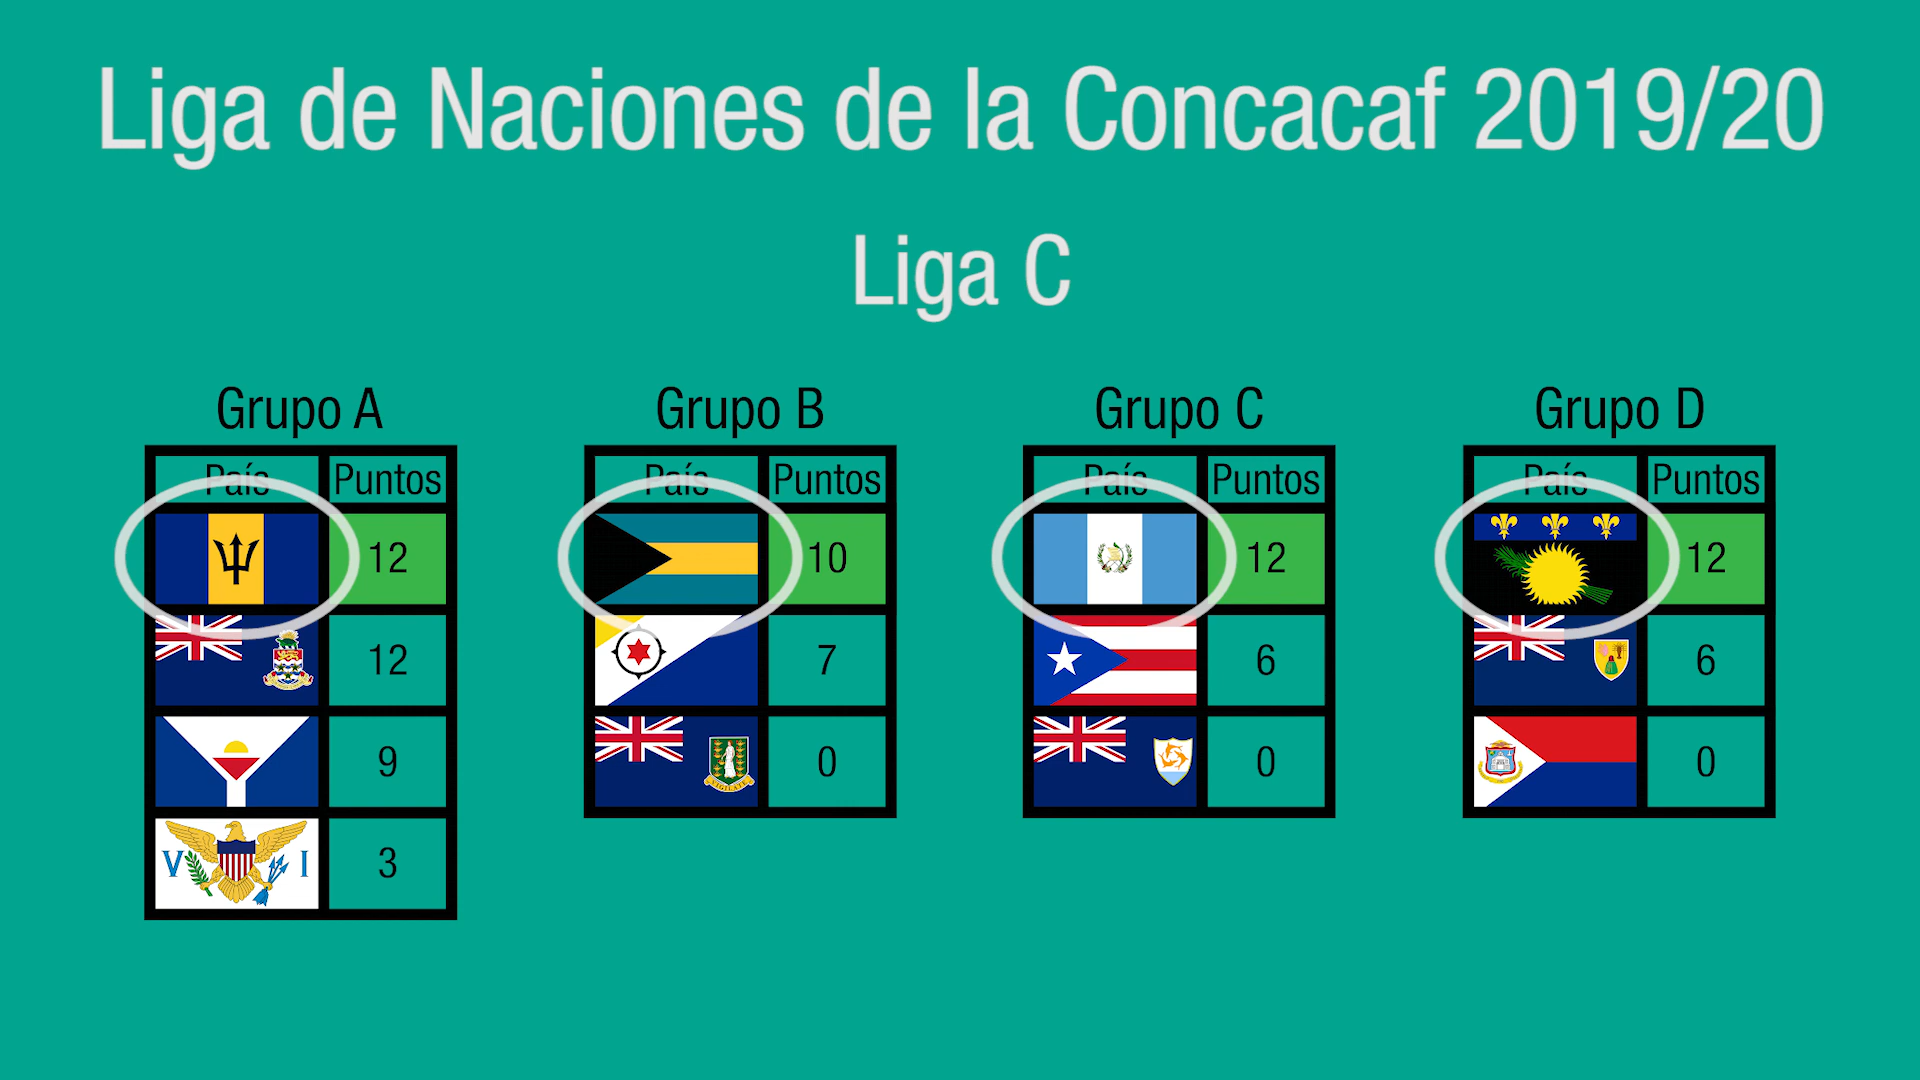 Liga de Naciones de la Concacaf 2019/20
Liga C
Grupo A
País Puntos
12
12
9
V I
3
Grupo B
País Puntos
10
7
0
Grupo C
País Puntos
12
6
0
Grupo D
País Puntos
12
6
0